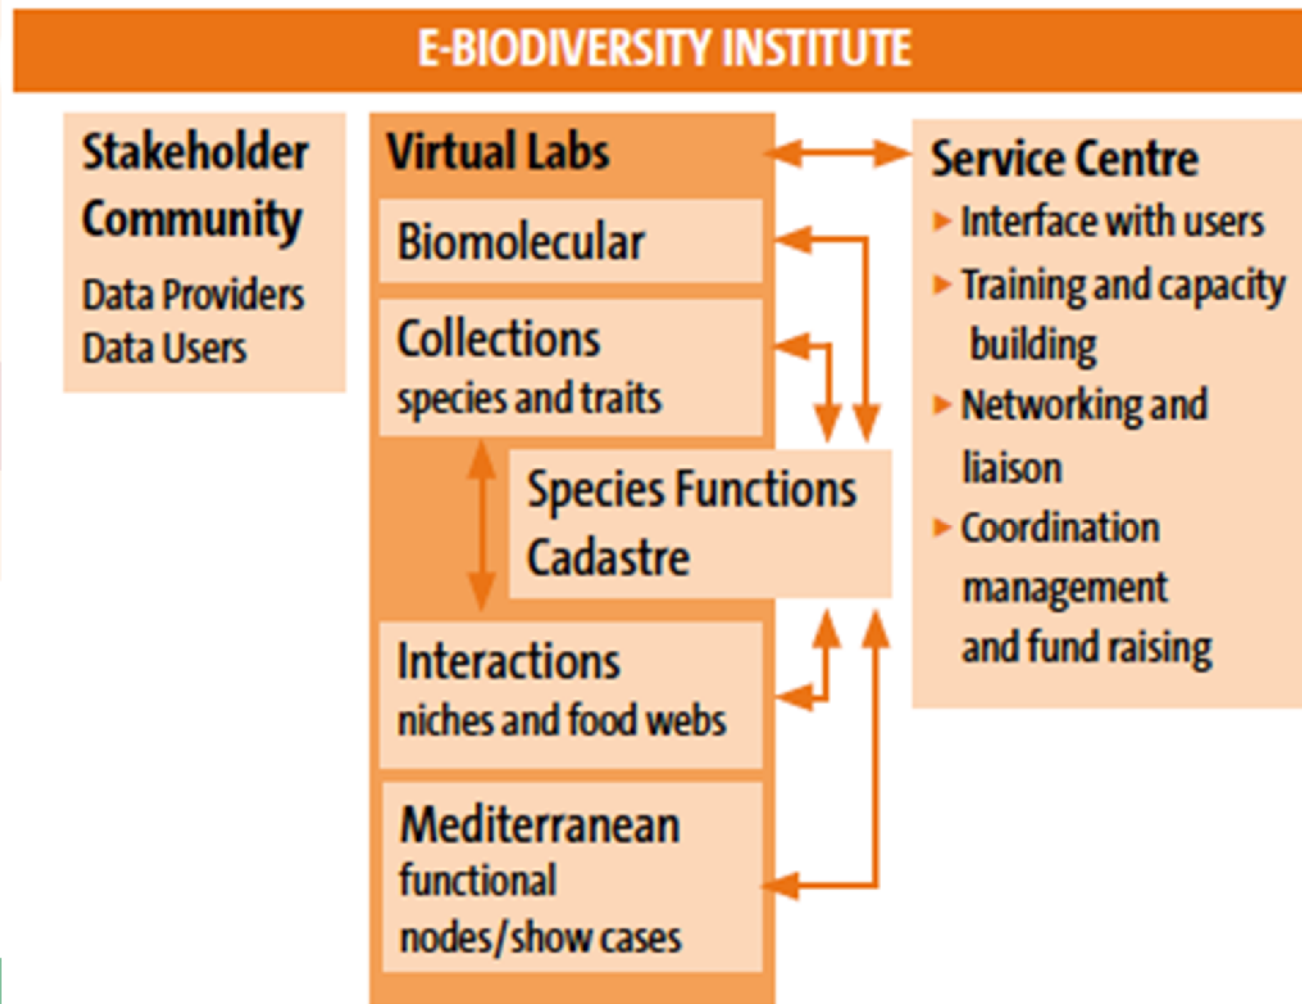 E-BIODIVERSITY INSTITUTE
Stakeholder
Community
Data Providers
Data Users
Virtual Labs
Biomolecular
Collections
species and traits
Species Functions
Cadastre
Interactions
niches and food webs
Mediterranean
functional
nodes/show cases
Service Centre
Interface with users
Training and capacity
building
Networking and
liaison
Coordination
management
and fund raising